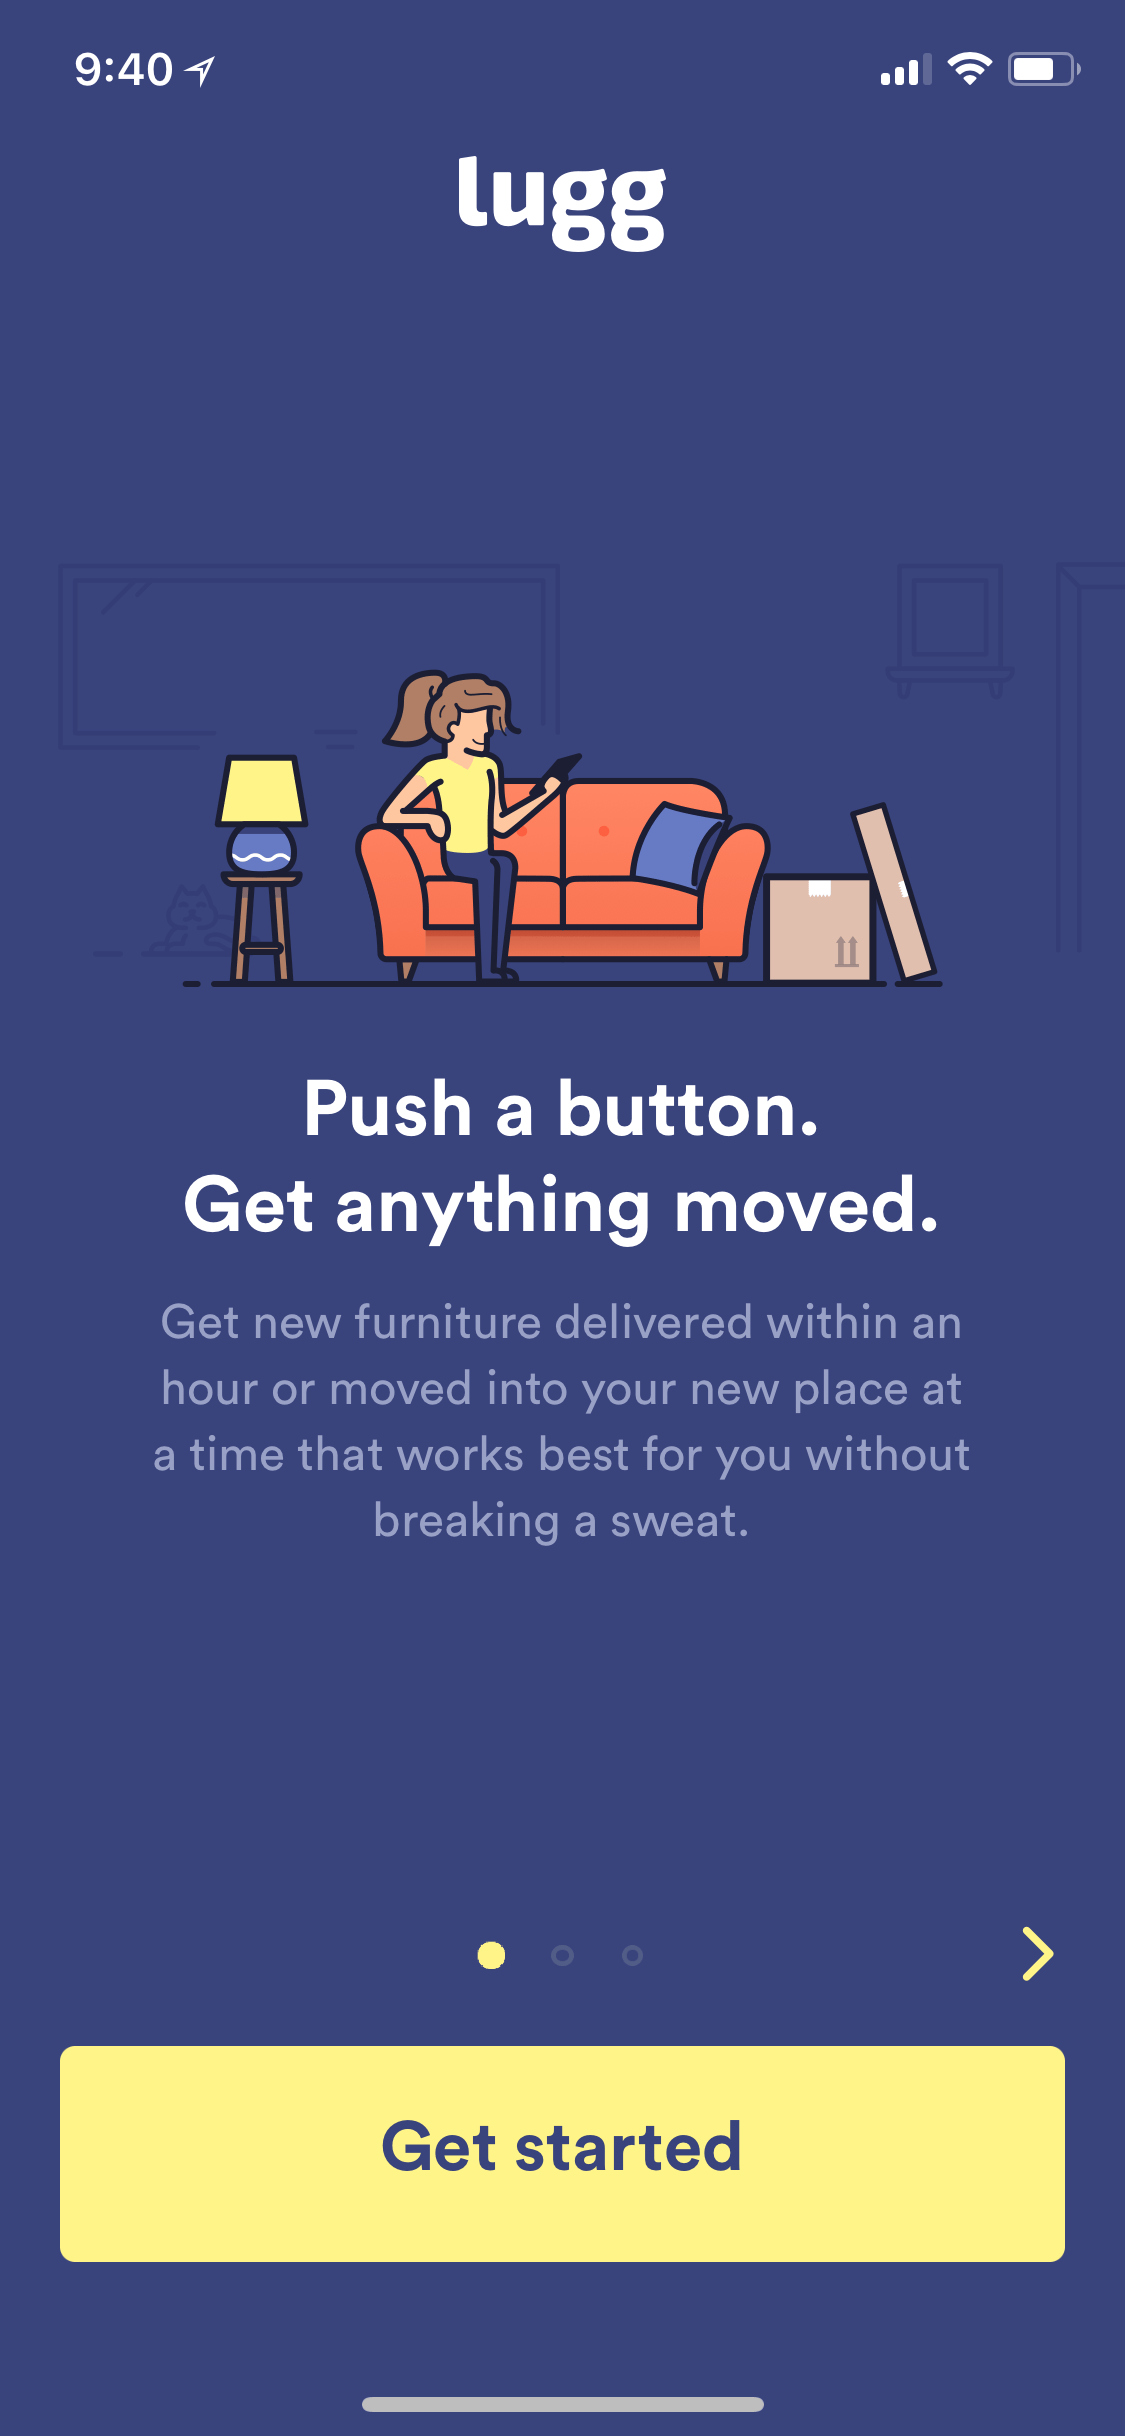 9:40
lugg
Push a button.
Get anything moved.
Get new furniture delivered within an
hour or moved into your new place at
a time that works best for you without
breaking a sweat.
Get started